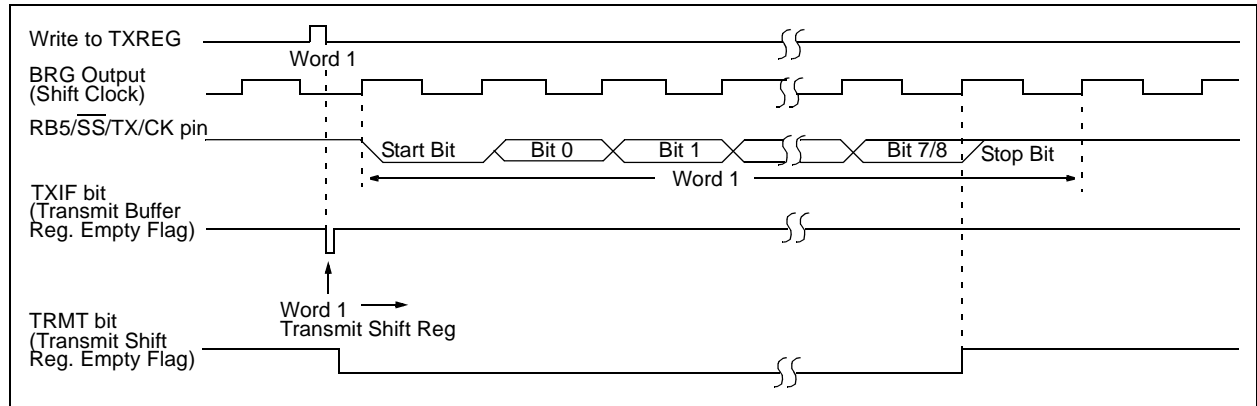 Write to TXREG
Word 1
BRG Output
(Shift Clock)
RB5/SS/TX/CK pin
Start Bit
Bit 0
Bit 1
Bit 7/8
Stop Bit
Word 1
TXIF bit
(Transmit Buffer
Reg. Empty Flag)
Word 1
Transmit Shift Reg
TRMT bit
(Transmit Shift
Reg. Empty Flag)